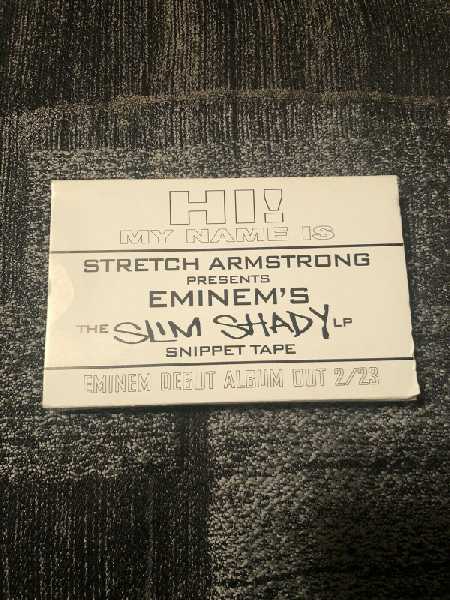 HI!
MY NAME IS
STRETCH ARMSTRONG
PRESENTS
EMINEM'S
THE SLIM SHADY LP
SNIPPET TAPE
EMINEM DEBUT ALBUM OUT 2/23